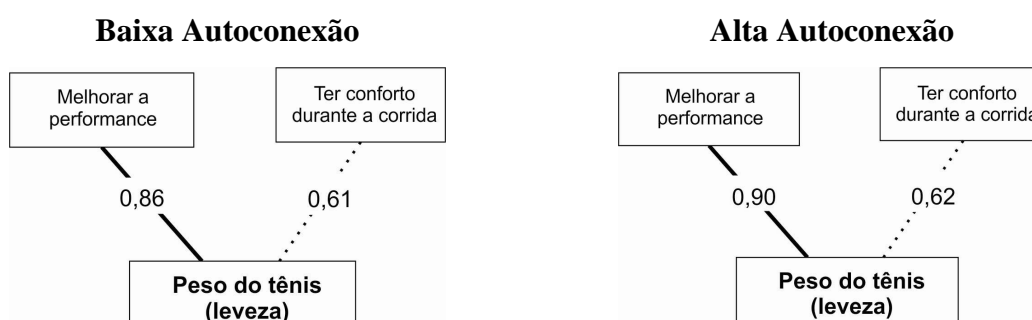 Baixa Autoconexão
Melhorar a
performance
Ter conforto
durante a corrida
0,86
0,61
Peso do tênis
(leveza)
Alta Autoconexão
Melhorar a
performance
Ter conforto
durante a corrida
0,90
0,62
Peso do tênis
(leveza)